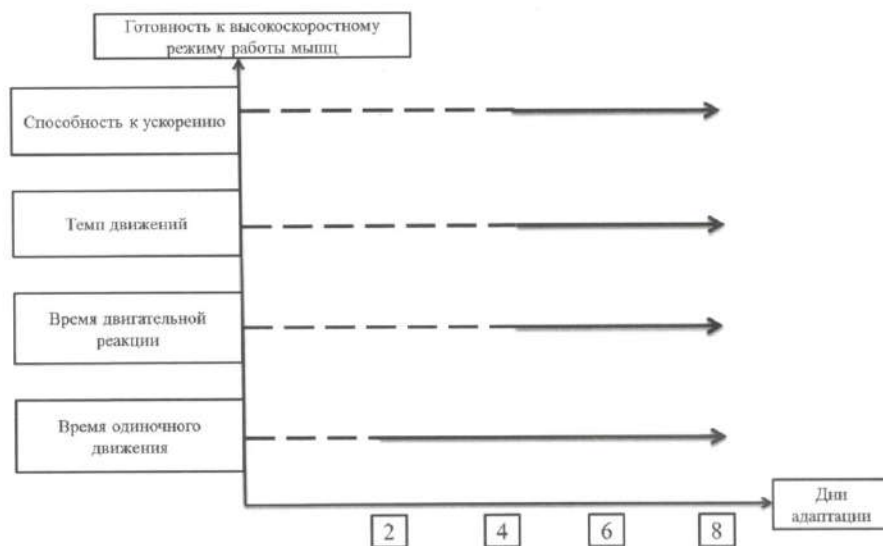 Готовность к высокоскоростному
режиму работы мышц
Способность к ускорению
Темп движений
Время двигательной
реакции
Время одиночного
движения
Дни
адаптации
2
4
6
8